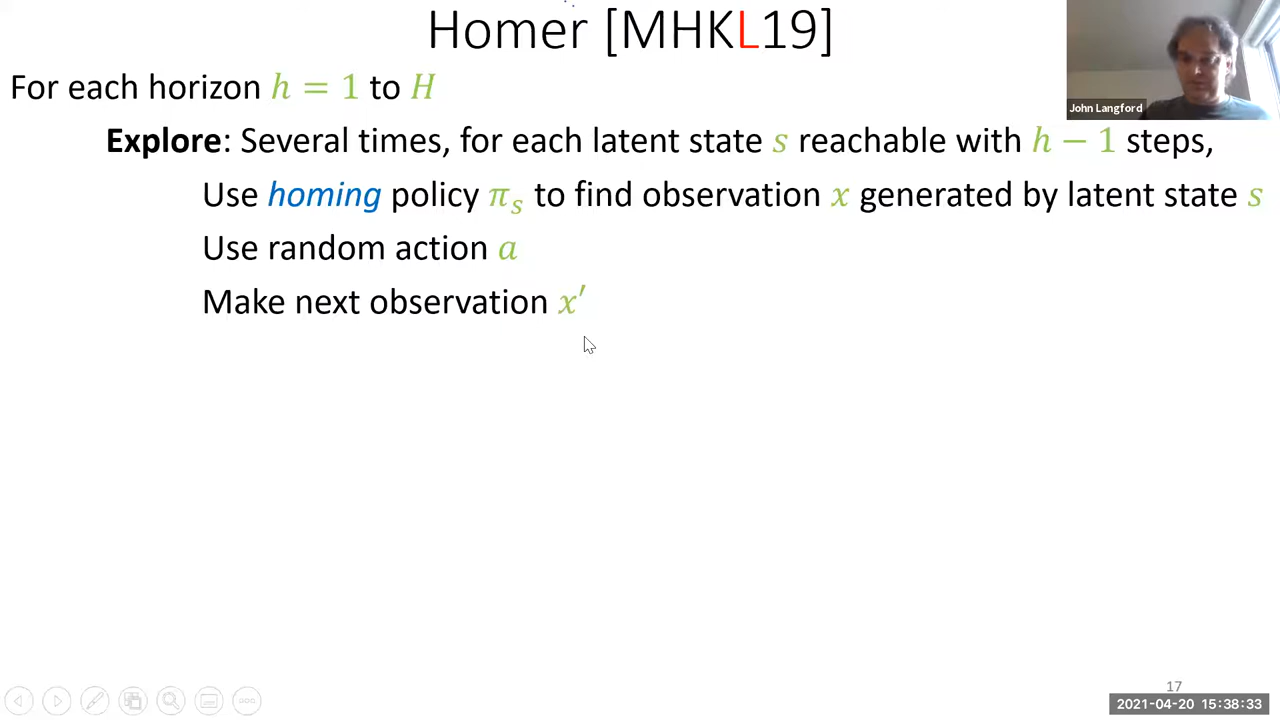 Homer [MHKL19]
John Langford
For each horizon h = 1 to H
Explore: Several times, for each latent state s reachable with h − 1 steps,
Use homing policy πₛ to find observation x generated by latent state s
Use random action a
Make next observation x′
17
2021-04-20 15:38:33